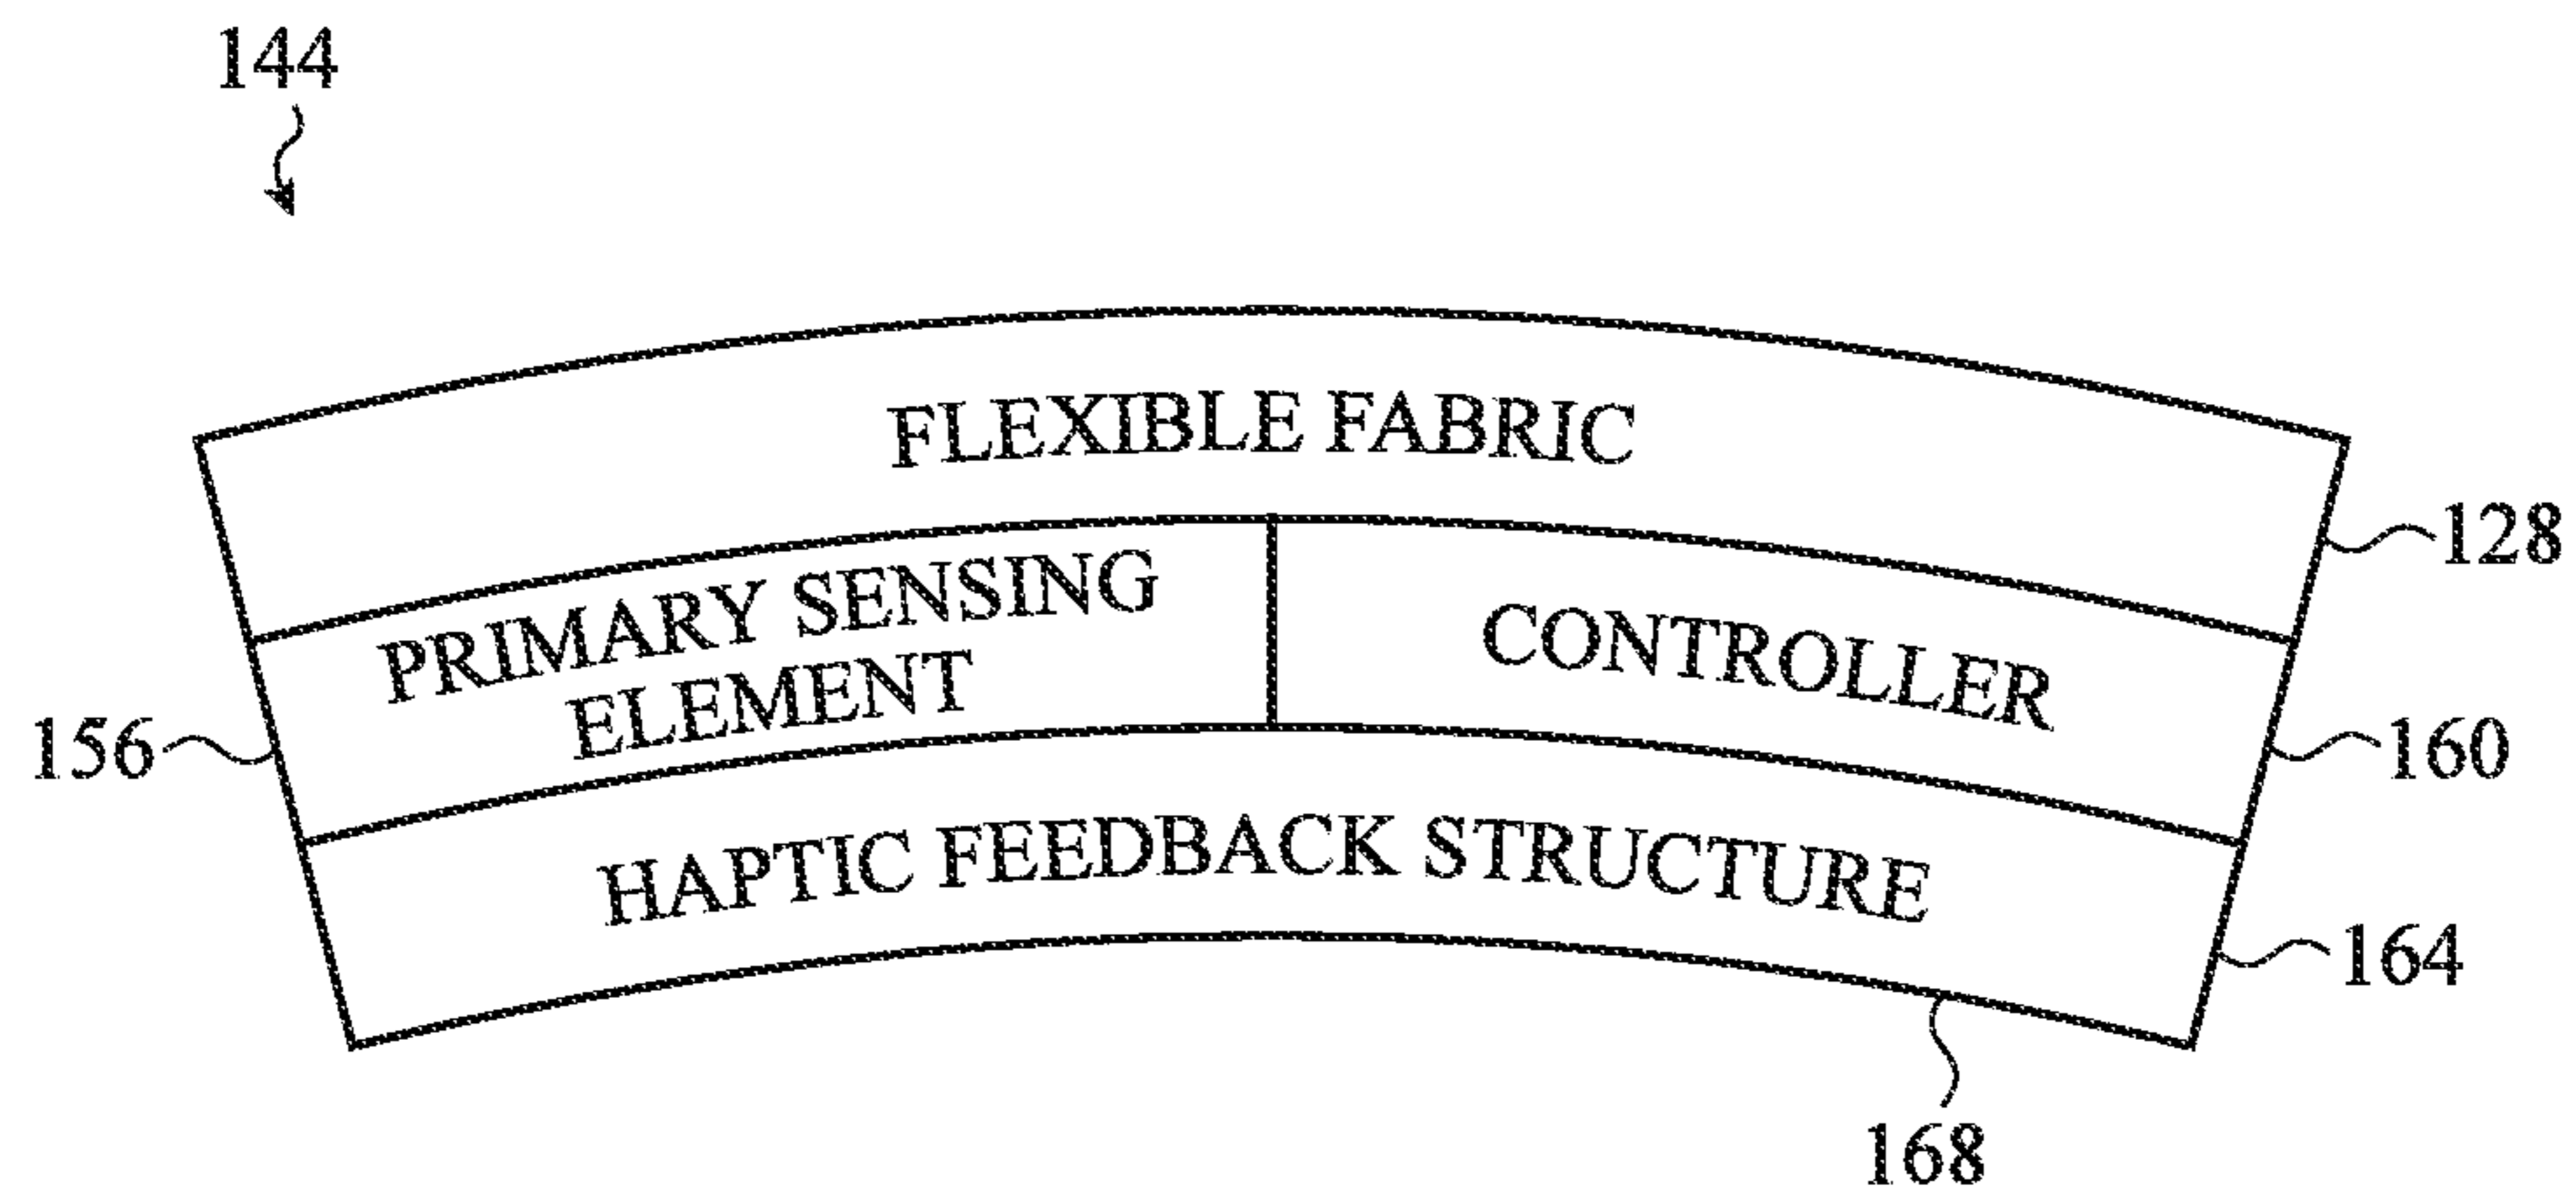 144
FLEXIBLE FABRIC
128
PRIMARY SENSING
ELEMENT
CONTROLLER
156
160
HAPTIC FEEDBACK STRUCTURE
164
168